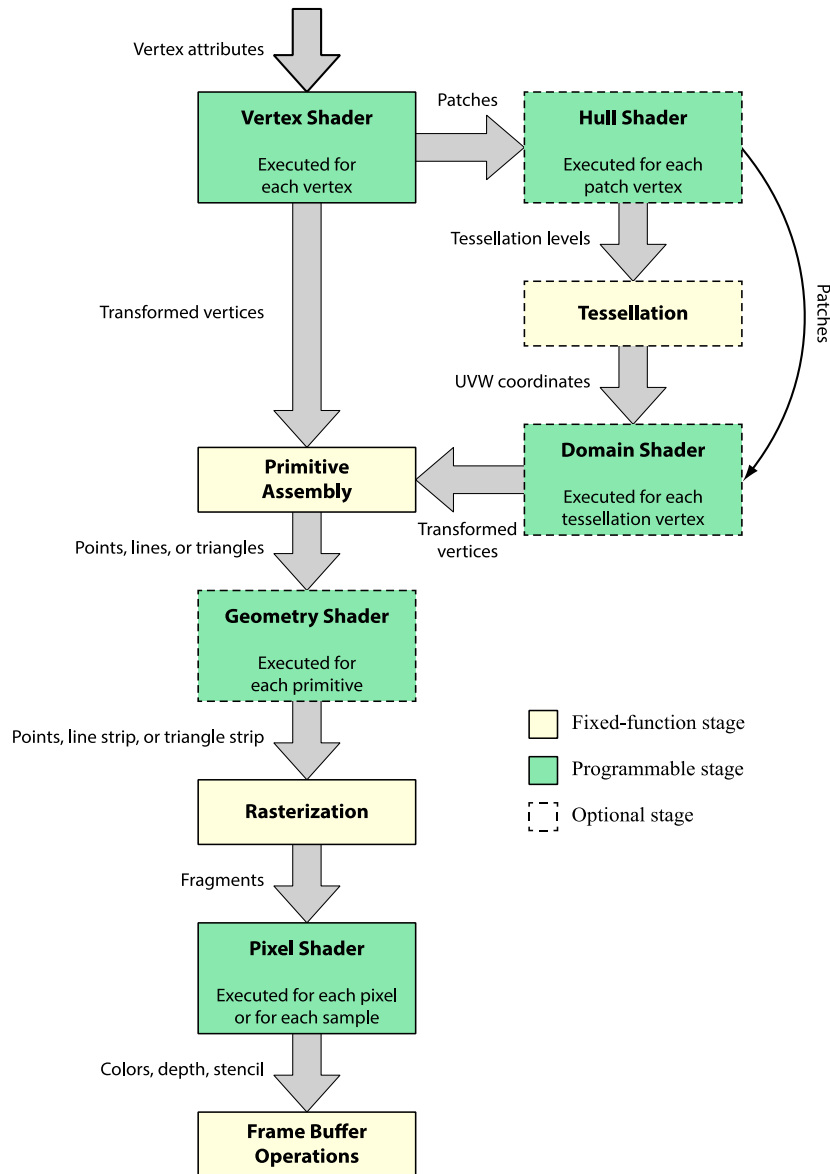 Vertex attributes
Vertex Shader
Executed for
each vertex
Patches
Hull Shader
Executed for each
patch vertex
Tessellation levels
Patches
Transformed vertices
Tessellation
UVW coordinates
Primitive
Assembly
Domain Shader
Executed for each
tessellation vertex
Transformed
vertices
Points, lines, or triangles
Geometry Shader
Executed for
each primitive
Points, line strip, or triangle strip
Fixed-function stage
Programmable stage
Optional stage
Rasterization
Fragments
Pixel Shader
Executed for each pixel
or for each sample
Colors, depth, stencil
Frame Buffer
Operations